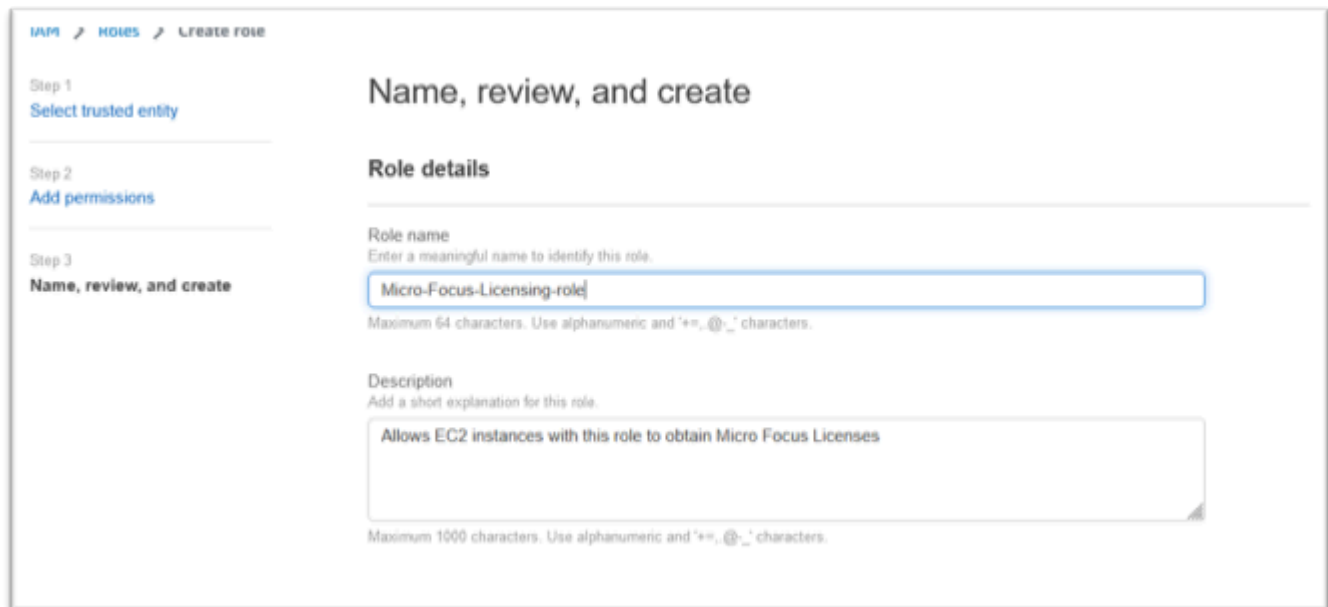 IAM > Roles > Create role
Step 1
Select trusted entity
Step 2
Add permissions
Step 3
Name, review, and create
Name, review, and create
Role details
Role name
Enter a meaningful name to identify this role.
Micro-Focus-Licensing-role
Maximum 64 characters. Use alphanumeric and '+=,.@-_' characters.
Description
Add a short explanation for this role.
Allows EC2 instances with this role to obtain Micro Focus Licenses
Maximum 1000 characters. Use alphanumeric and '+=,.@-_' characters.